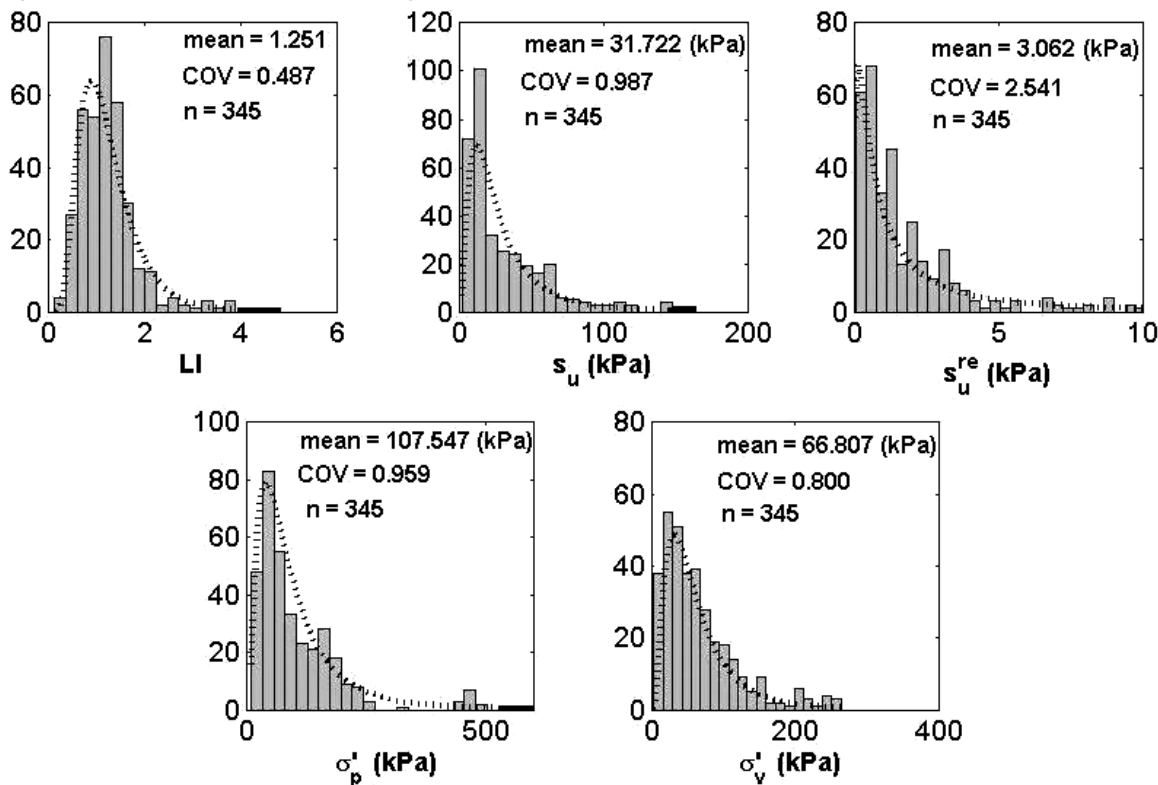 80
60
40
20
0
0 2 4 6
mean = 1.251
COV = 0.487
n = 345
LI
120
100
80
60
40
20
0
0 100 200
mean = 31.722 (kPa)
COV = 0.987
n = 345
s_u (kPa)
80
60
40
20
0
0 5 10
mean = 3.062 (kPa)
COV = 2.541
n = 345
s_u^re (kPa)
100
80
60
40
20
0
0 500
mean = 107.547 (kPa)
COV = 0.959
n = 345
σ'_p (kPa)
80
60
40
20
0
0 200 400
mean = 66.807 (kPa)
COV = 0.800
n = 345
σ'_v (kPa)